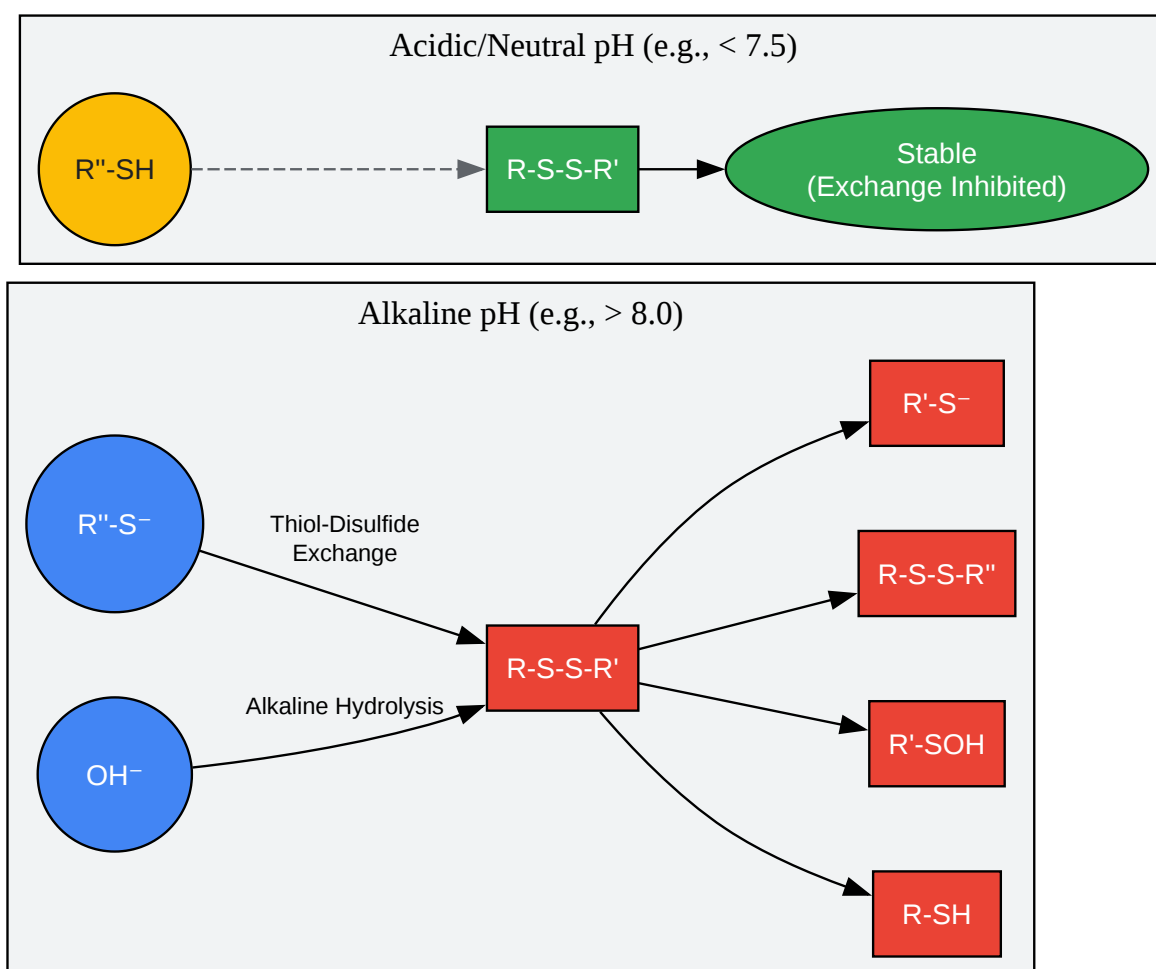 Acidic/Neutral pH (e.g., < 7.5)
R"-SH
R-S-S-R'
Stable
(Exchange Inhibited)
Alkaline pH (e.g., > 8.0)
R'-S⁻
R"-S⁻
Thiol-Disulfide
Exchange
R-S-S-R"
R-S-S-R'
Alkaline Hydrolysis
OH⁻
R'-SOH
R-SH